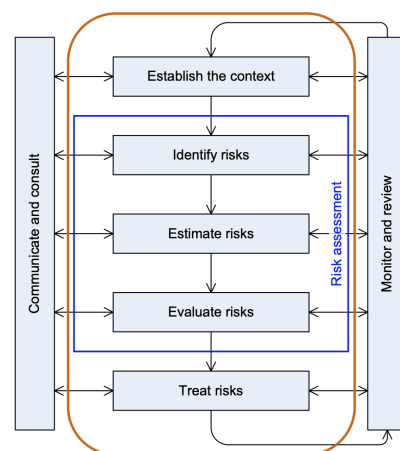 Establish the context
Identify risks
Estimate risks
Evaluate risks
Treat risks
Communicate and consult
Risk assessment
Monitor and review